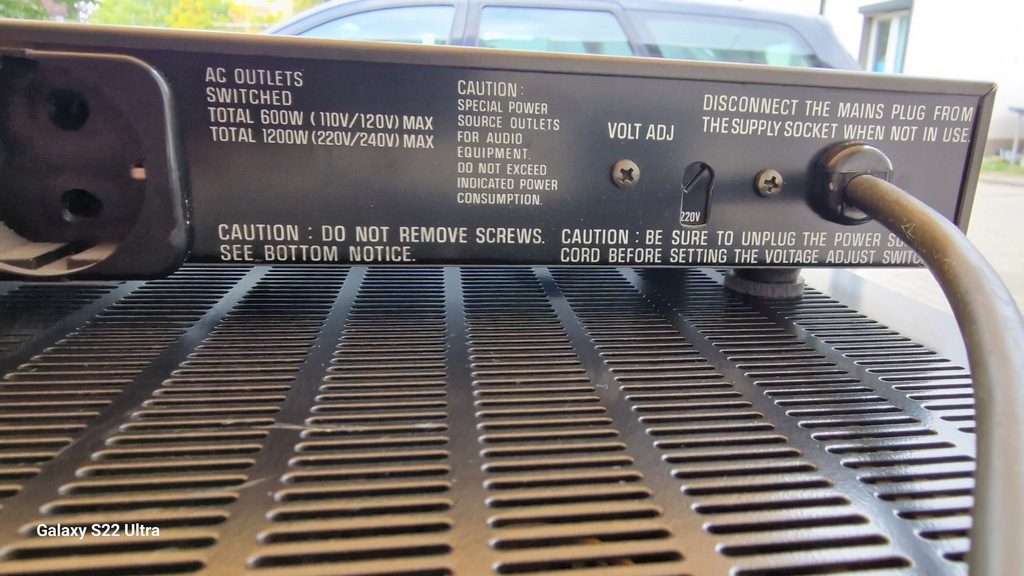 AC OUTLETS
SWITCHED
TOTAL 600W (110V/120V) MAX
TOTAL 1200W (220V/240V) MAX
CAUTION:
SPECIAL POWER
SOURCE OUTLETS
FOR AUDIO
EQUIPMENT.
DO NOT EXCEED
INDICATED POWER
CONSUMPTION.
VOLT ADJ
220V
DISCONNECT THE MAINS PLUG FROM
THE SUPPLY SOCKET WHEN NOT IN USE.
CAUTION : DO NOT REMOVE SCREWS.
SEE BOTTOM NOTICE.
CAUTION : BE SURE TO UNPLUG THE POWER
CORD BEFORE SETTING THE VOLTAGE ADJUST
Galaxy S22 Ultra